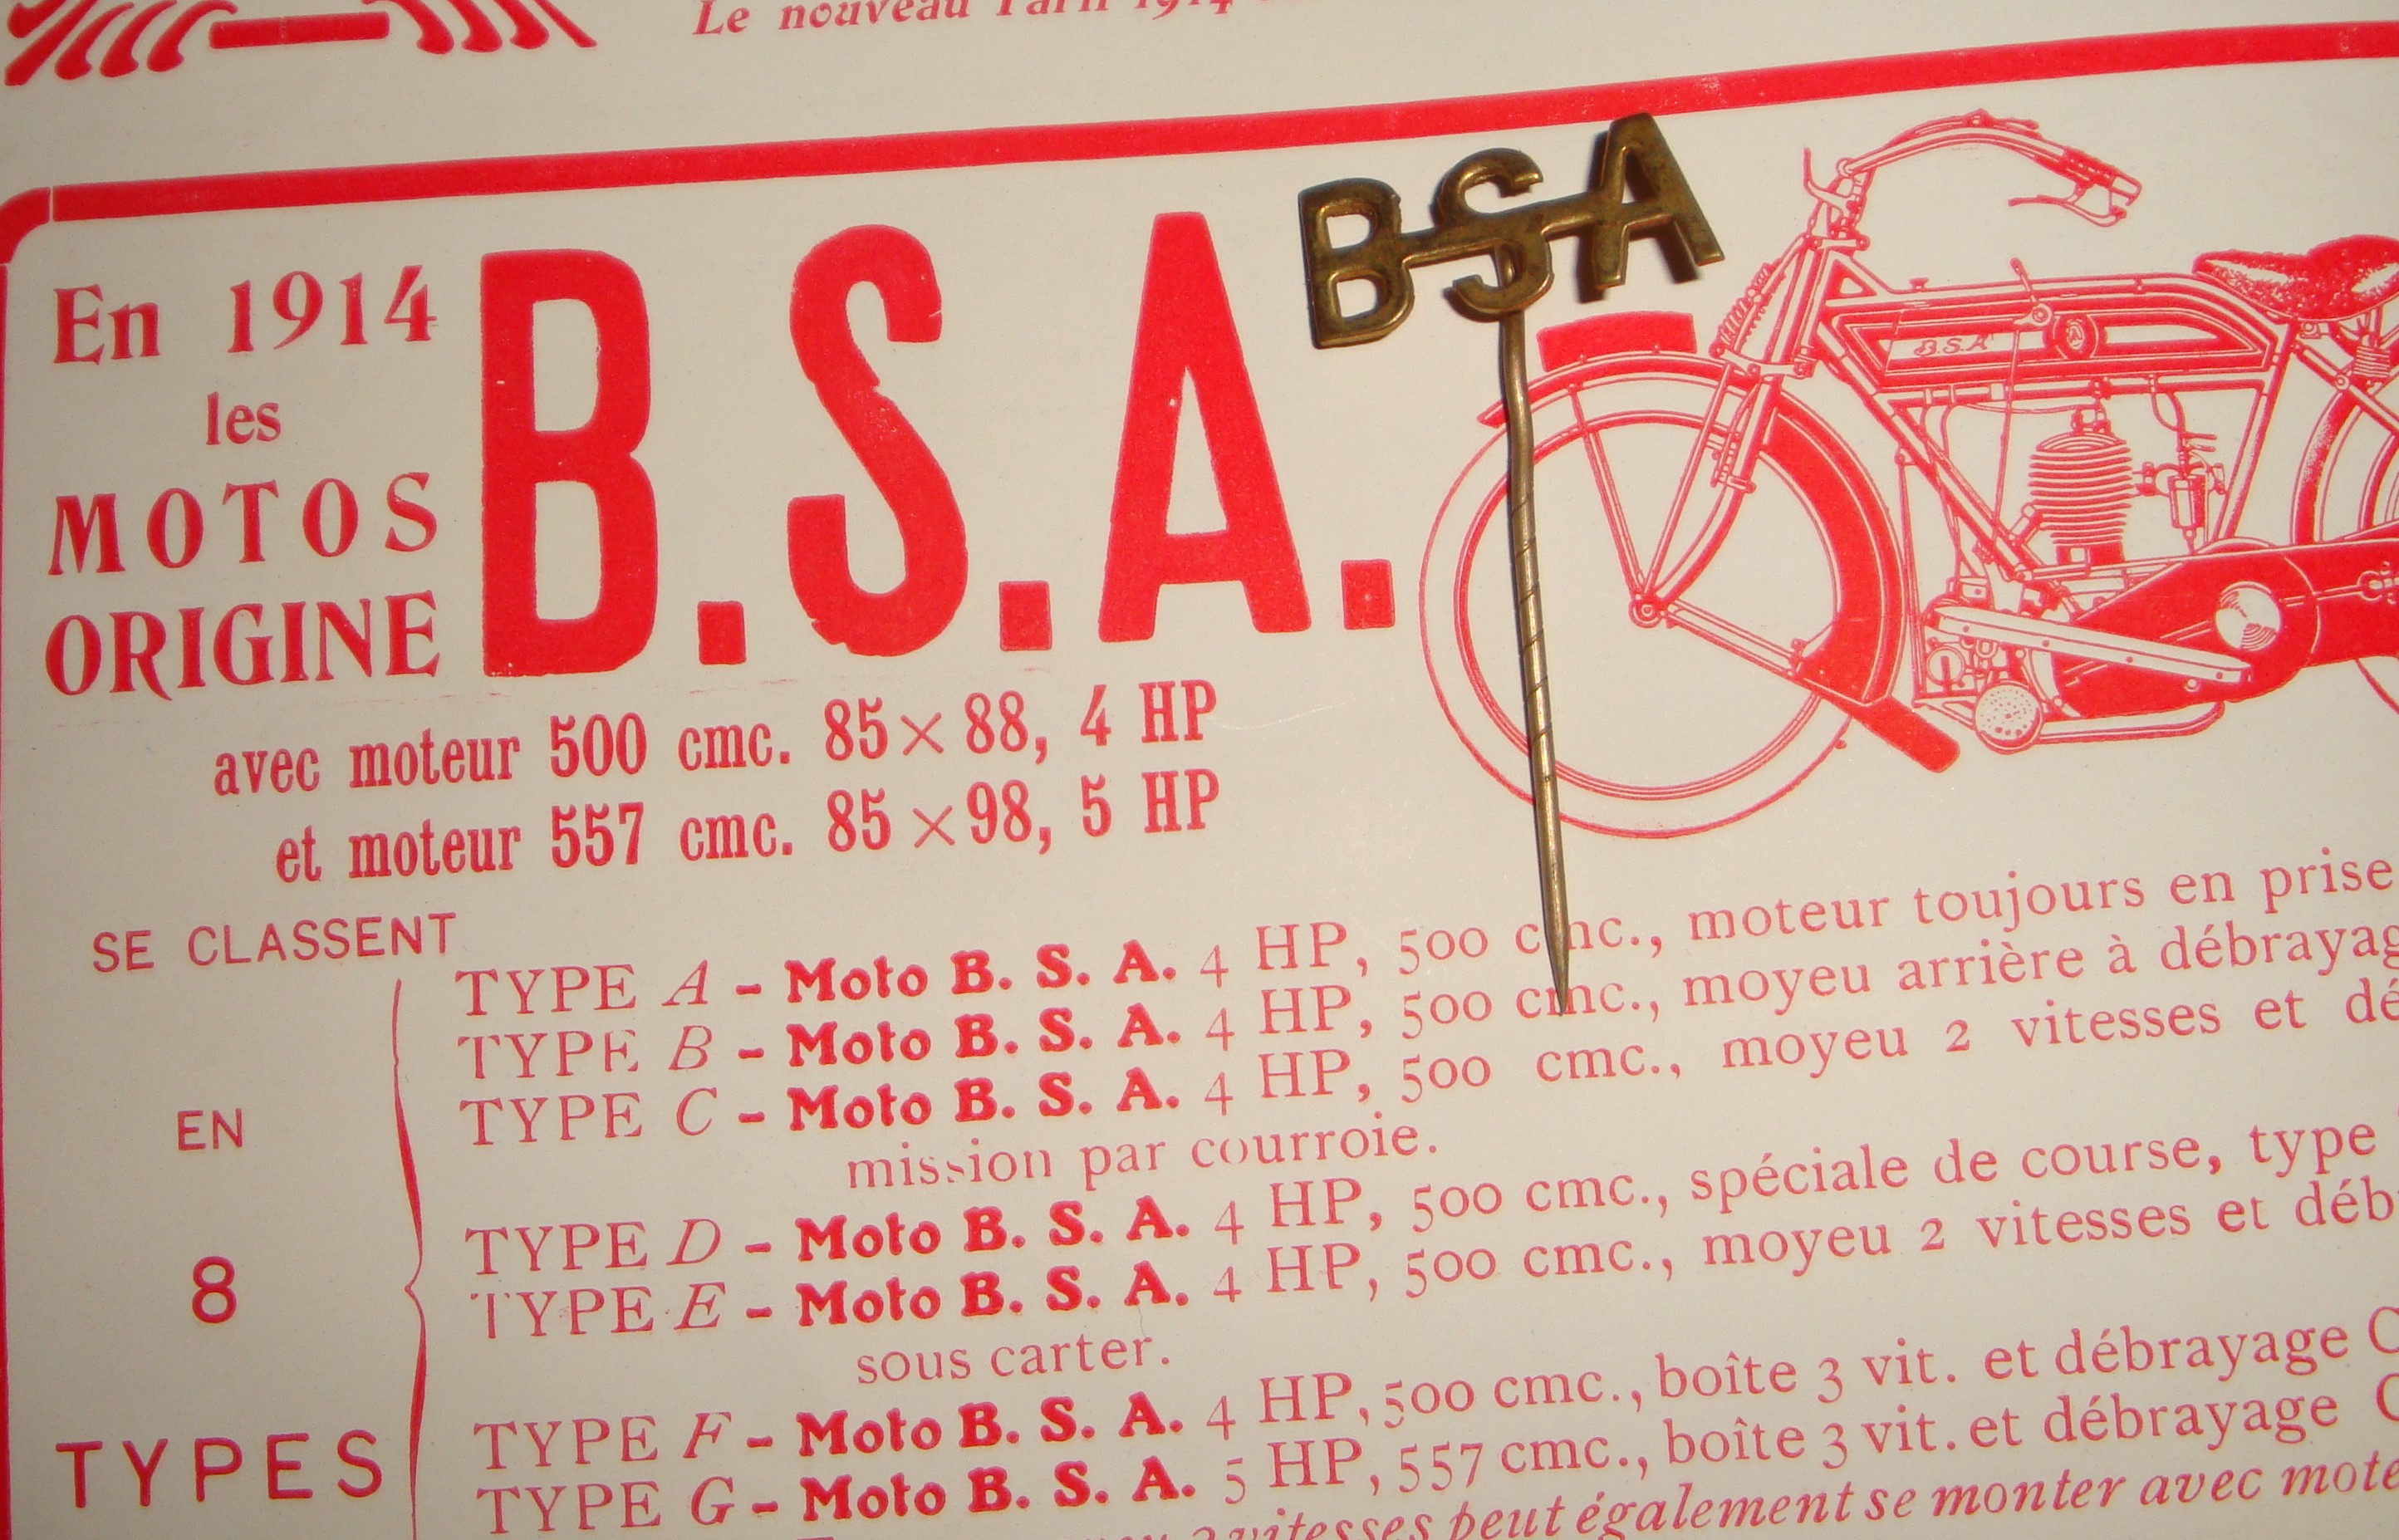 Le nouveau Tarif 1914
En 1914
les
MOTOS
ORIGINE
B.S.A.
BSA
B.S.A
avec moteur 500 cmc. 85×88, 4 HP
et moteur 557 cmc. 85×98, 5 HP
SE CLASSENT
EN
8
TYPES
TYPE A - Moto B. S. A. 4 HP, 500 cmc., moteur toujours en prise
TYPE B - Moto B. S. A. 4 HP, 500 cmc., moyeu arrière à débrayag
TYPE C - Moto B. S. A. 4 HP, 500 cmc., moyeu 2 vitesses et dé
mission par courroie.
TYPE D - Moto B. S. A. 4 HP, 500 cmc., spéciale de course, type
TYPE E - Moto B. S. A. 4 HP, 500 cmc., moyeu 2 vitesses et déb
sous carter.
TYPE F - Moto B. S. A. 4 HP, 500 cmc., boîte 3 vit. et débrayage
TYPE G - Moto B. S. A. 5 HP, 557 cmc., boîte 3 vit. et débrayage
vitesses peut également se monter avec mote